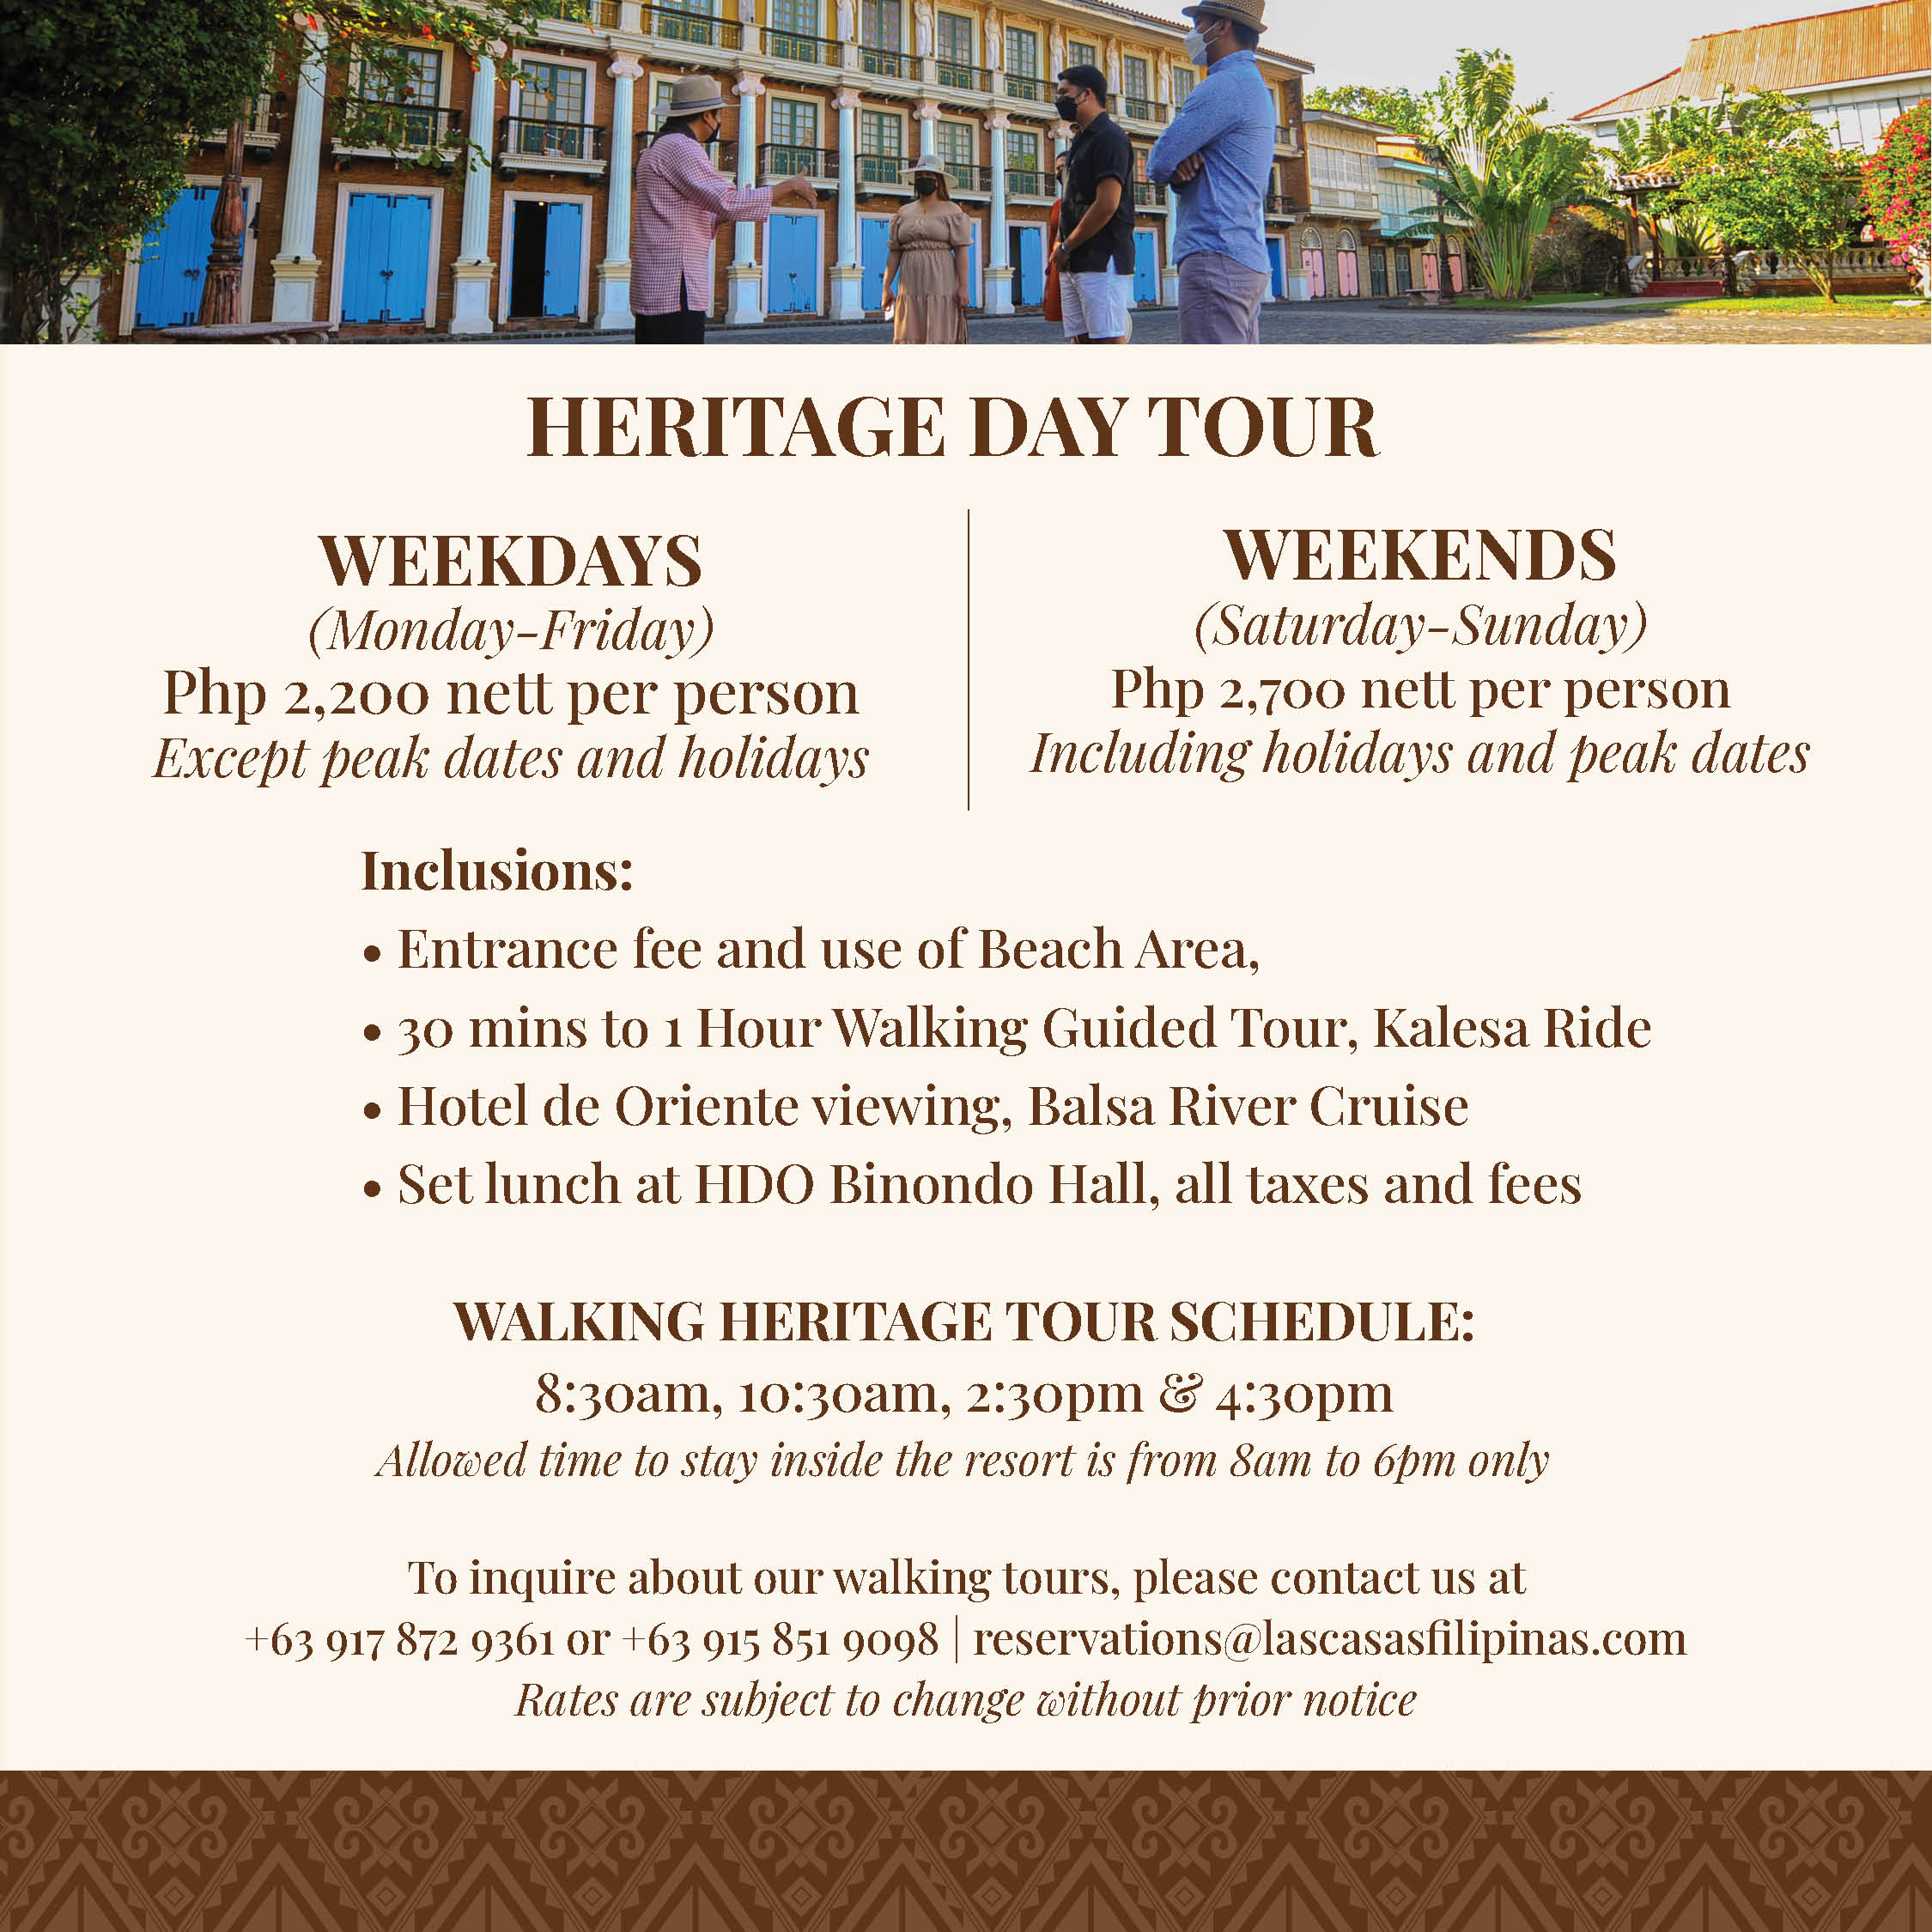 HERITAGE DAY TOUR
WEEKDAYS
(Monday-Friday)
Php 2,200 nett per person
Except peak dates and holidays
WEEKENDS
(Saturday-Sunday)
Php 2,700 nett per person
Including holidays and peak dates
Inclusions:
• Entrance fee and use of Beach Area,
• 30 mins to 1 Hour Walking Guided Tour, Kalesa Ride
• Hotel de Oriente viewing, Balsa River Cruise
• Set lunch at HDO Binondo Hall, all taxes and fees
WALKING HERITAGE TOUR SCHEDULE:
8:30am, 10:30am, 2:30pm & 4:30pm
Allowed time to stay inside the resort is from 8am to 6pm only
To inquire about our walking tours, please contact us at
+63 917 872 9361 or +63 915 851 9098 | reservations@lascasasfilipinas.com
Rates are subject to change without prior notice